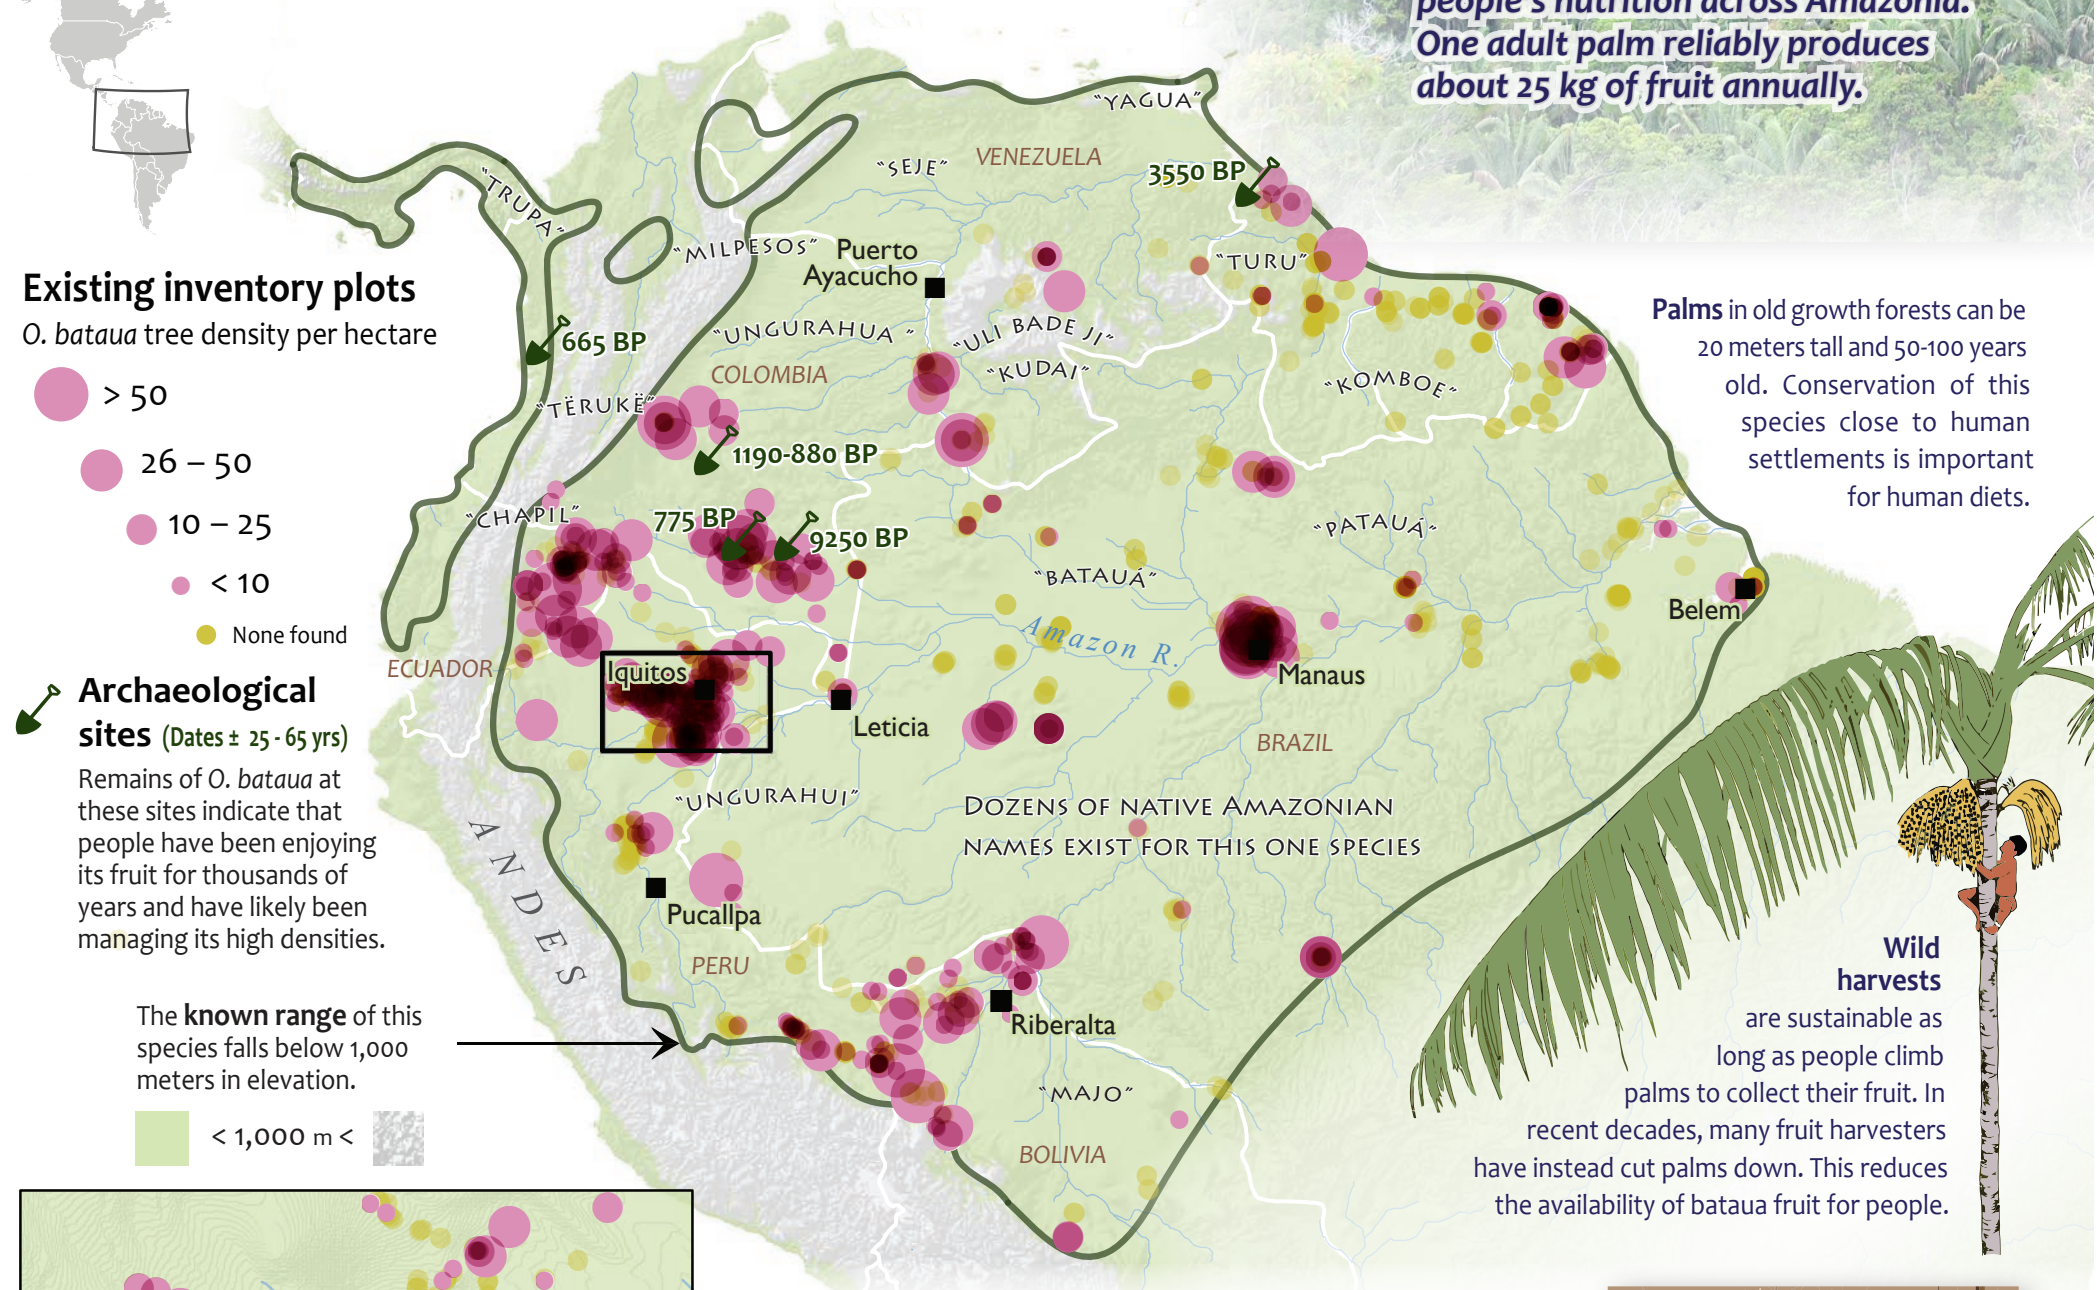 people's nutrition across Amazonia.
One adult palm reliably produces
about 25 kg of fruit annually.
Existing inventory plots
O. bataua tree density per hectare
> 50
26 – 50
10 – 25
< 10
None found
Archaeological
sites (Dates ± 25 - 65 yrs)
Remains of O. bataua at
these sites indicate that
people have been enjoying
its fruit for thousands of
years and have likely been
managing its high densities.
The known range of this
species falls below 1,000
meters in elevation.
< 1,000 m <
"YAGUA"
"SEJE"
VENEZUELA
3550 BP
"TRUPA"
"MILPESOS"
Puerto
Ayacucho
"TURU"
665 BP
"UNGURAHUA "
"ULI BADE JI"
COLOMBIA
"KUDAI"
"KOMBOE"
"TËRUKË"
1190-880 BP
"CHAPIL"
775 BP
9250 BP
"PATAUÁ"
"BATAUÁ"
Belem
Amazon R.
ECUADOR
Iquitos
Manaus
Leticia
BRAZIL
"UNGURAHUI"
DOZENS OF NATIVE AMAZONIAN
NAMES EXIST FOR THIS ONE SPECIES
ANDES
Pucallpa
PERU
Riberalta
"MAJO"
BOLIVIA
Palms in old growth forests can be
20 meters tall and 50-100 years
old. Conservation of this
species close to human
settlements is important
for human diets.
Wild
harvests
are sustainable as
long as people climb
palms to collect their fruit. In
recent decades, many fruit harvesters
have instead cut palms down. This reduces
the availability of bataua fruit for people.